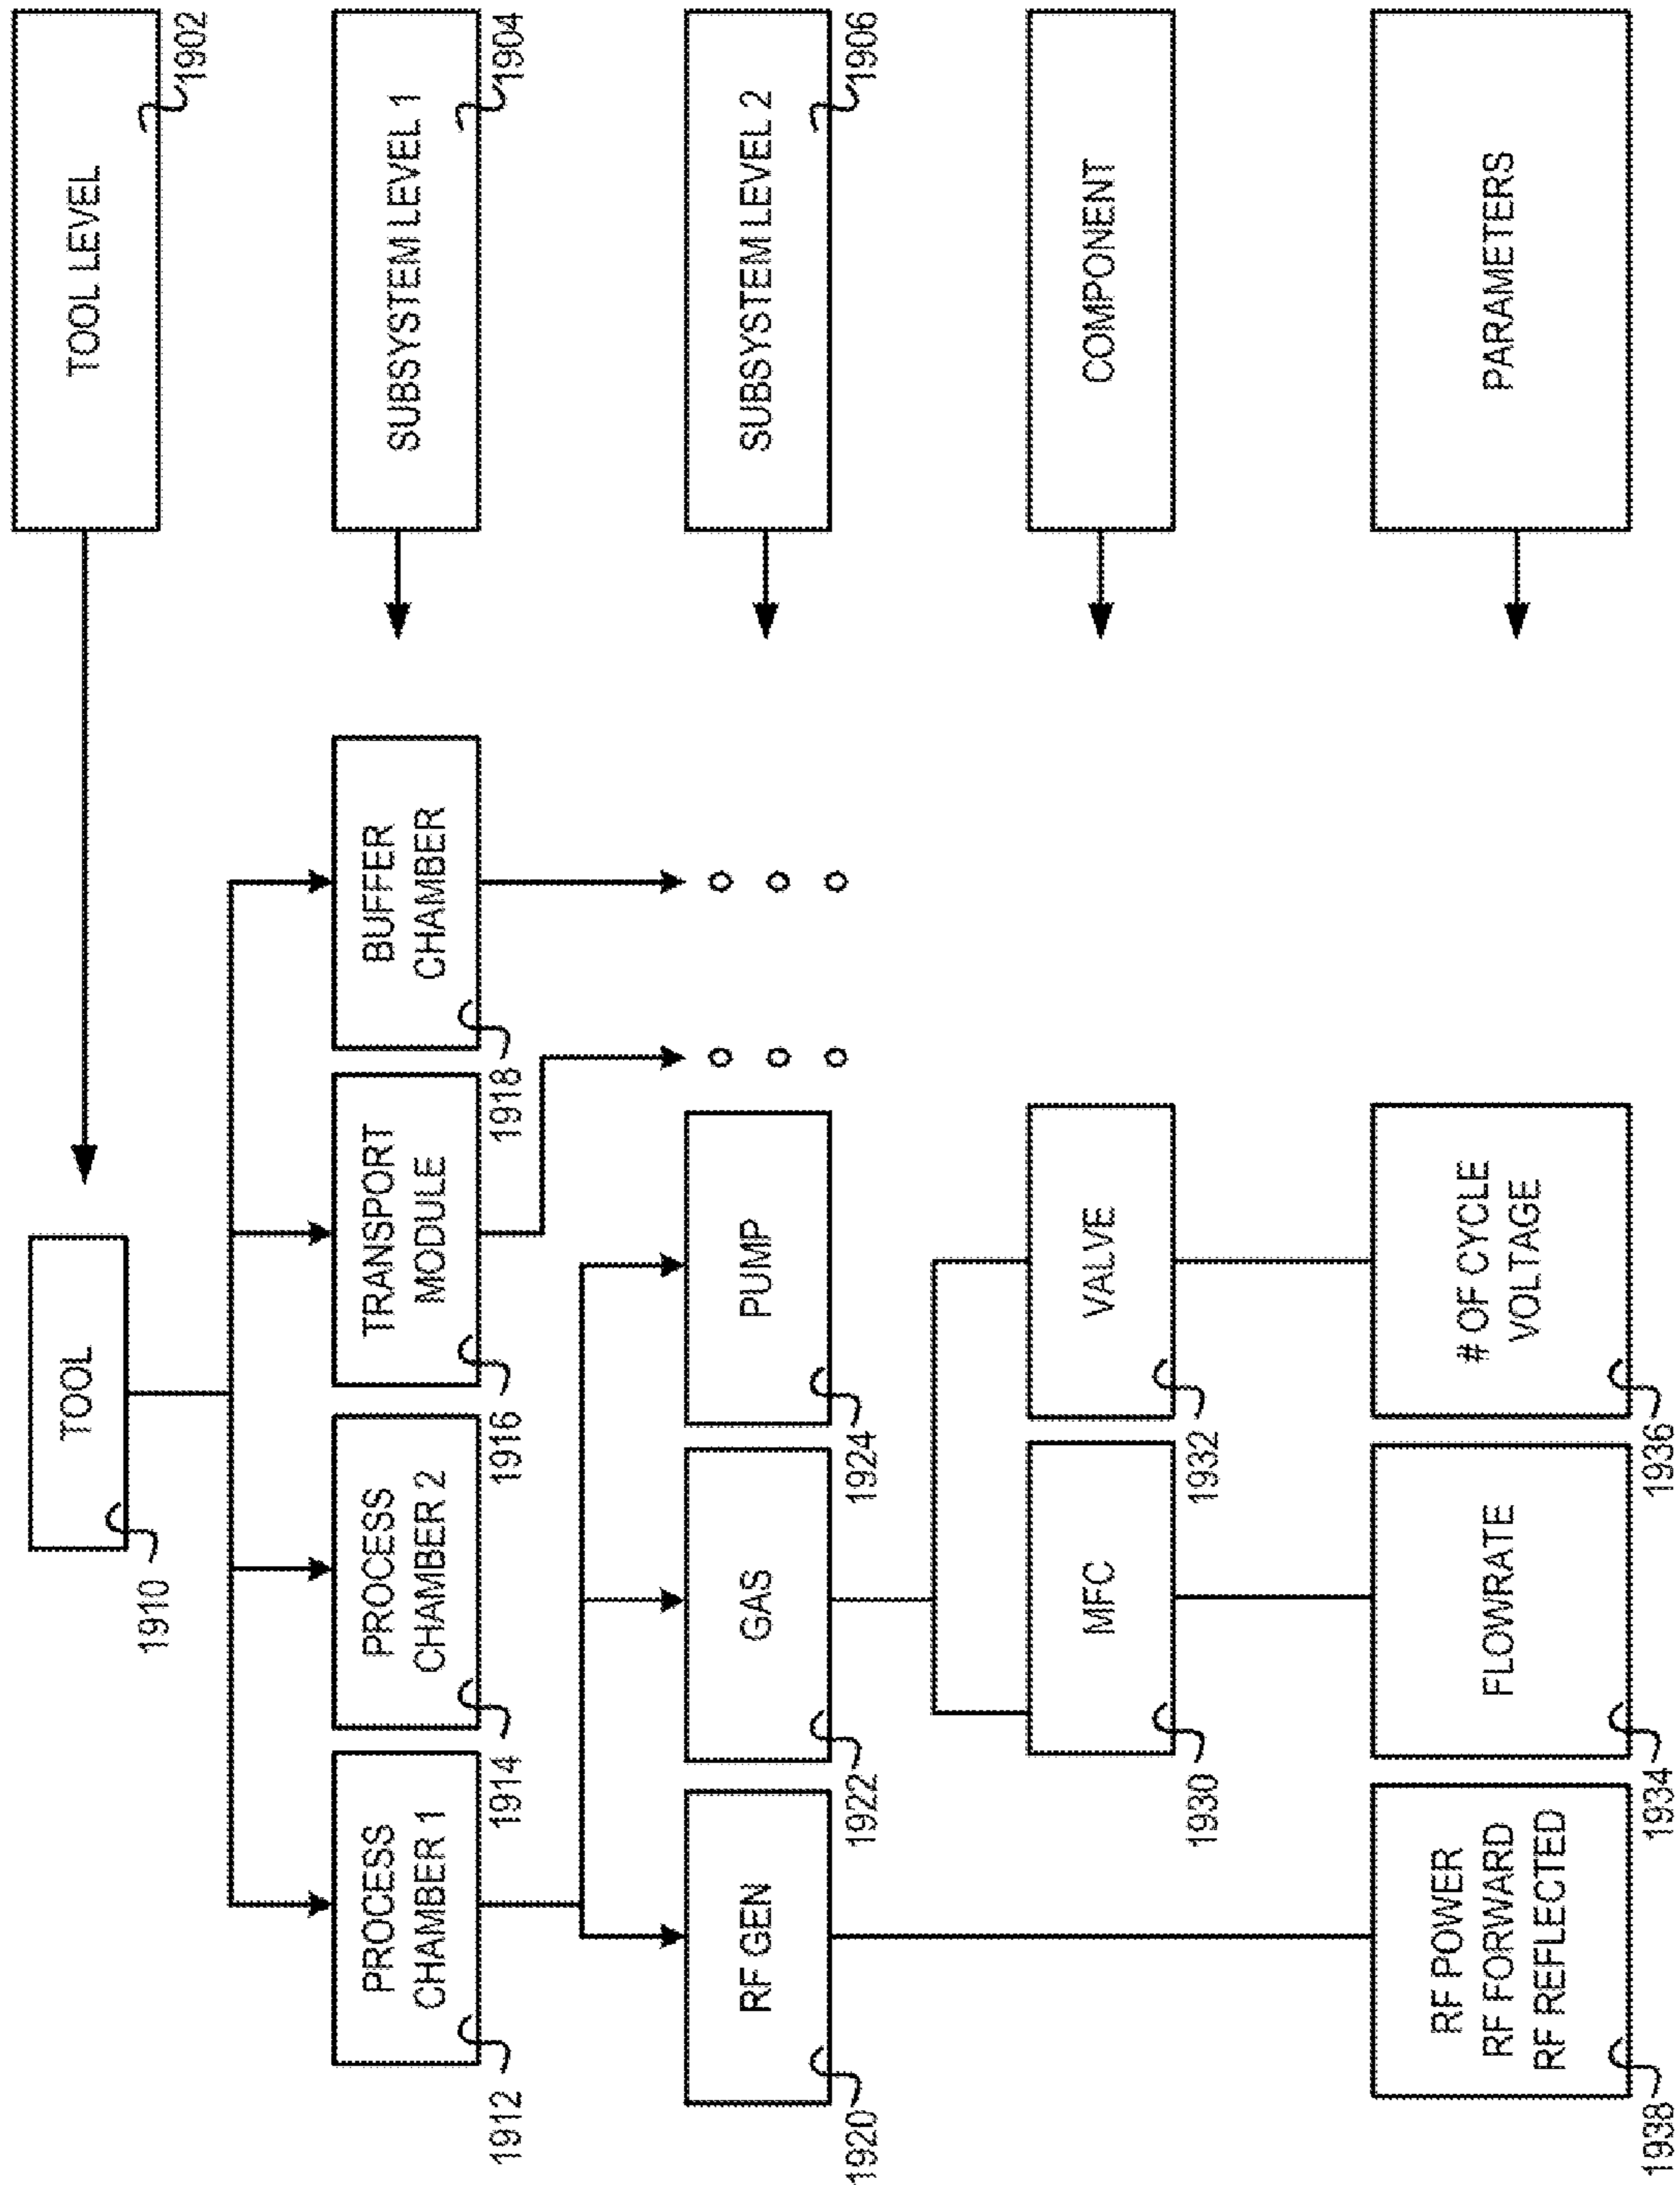 TOOL LEVEL
1902
TOOL
1910
SUBSYSTEM LEVEL 1
1904
PROCESS
CHAMBER 1
1912
PROCESS
CHAMBER 2
1914
TRANSPORT
MODULE
1916
BUFFER
CHAMBER
1918
SUBSYSTEM LEVEL 2
1906
RF GEN
1920
GAS
1922
PUMP
1924
COMPONENT
MFC
1930
VALVE
1932
PARAMETERS
RF POWER
RF FORWARD
RF REFLECTED
1938
FLOWRATE
1934
# OF CYCLE
VOLTAGE
1936